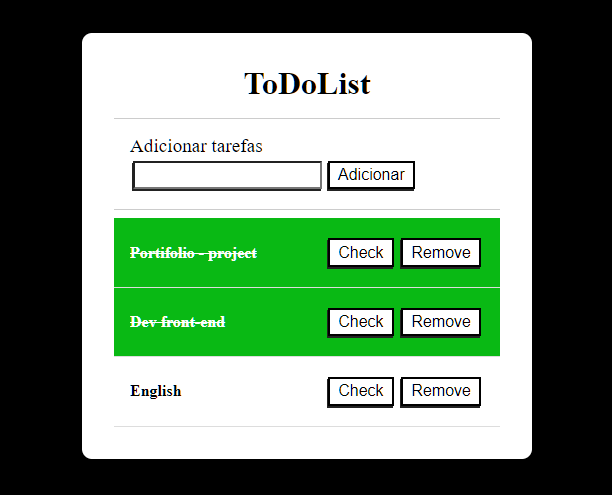 ToDoList
Adicionar tarefas
Adicionar
Portifolio - project Check Remove
Dev front-end Check Remove
English Check Remove